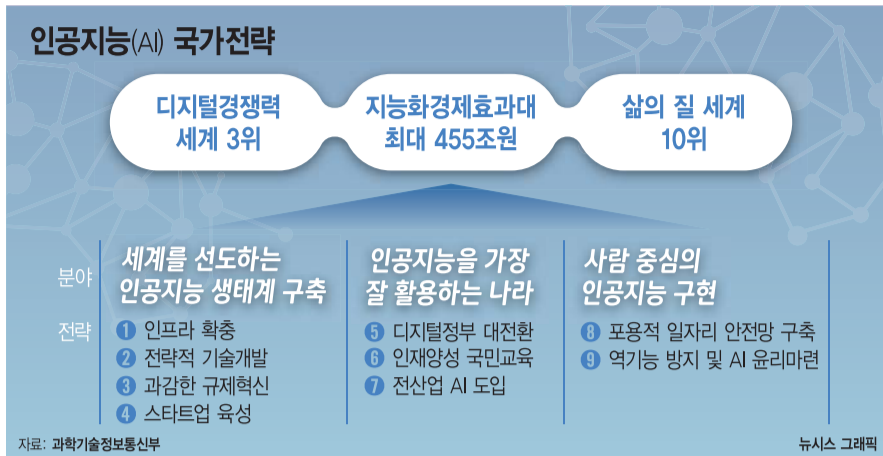 인공지능(AI) 국가전략
디지털경쟁력
세계 3위
지능화경제효과대
최대 455조원
삶의 질 세계
10위
분야
세계를 선도하는
인공지능 생태계 구축
인공지능을 가장
잘 활용하는 나라
사람 중심의
인공지능 구현
전략
1 인프라 확충
2 전략적 기술개발
3 과감한 규제혁신
4 스타트업 육성
5 디지털정부 대전환
6 인재양성 국민교육
7 전산업 AI 도입
8 포용적 일자리 안전망 구축
9 역기능 방지 및 AI 윤리마련
자료: 과학기술정보통신부
뉴시스 그래픽